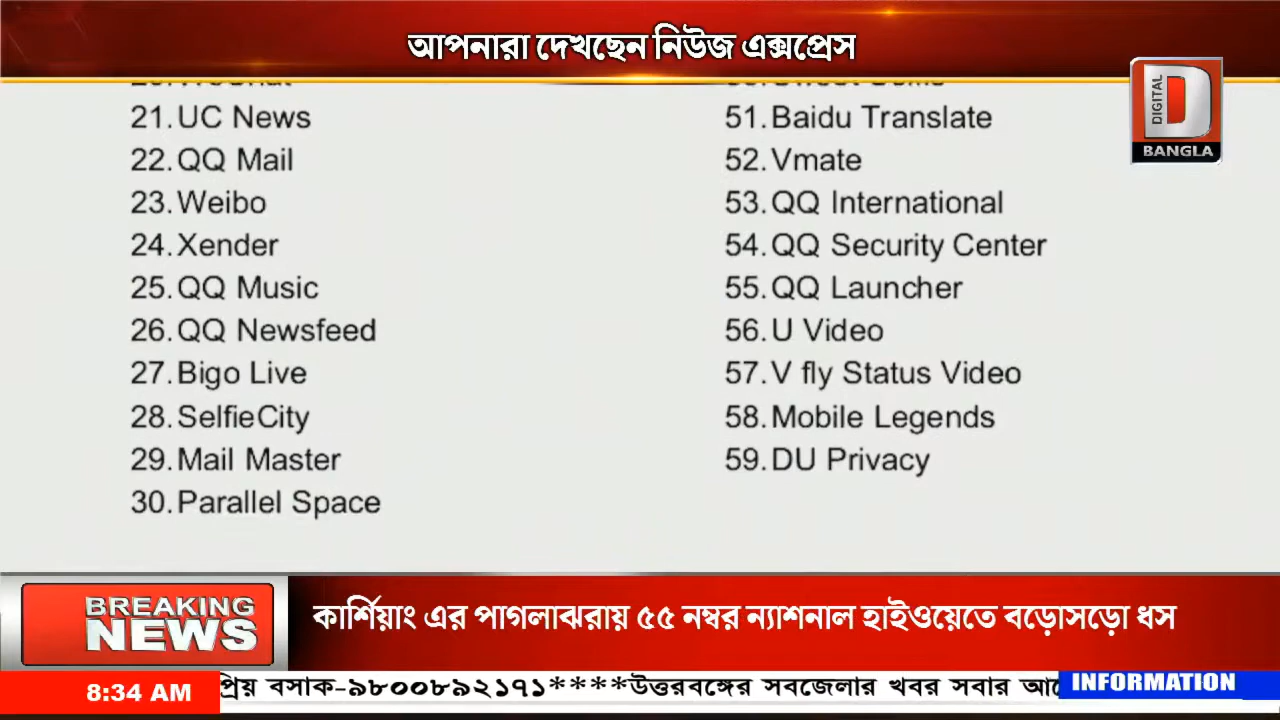 আপনারা দেখছেন নিউজ এক্সপ্রেস
DIGITAL
BANGLA
21. UC News
22. QQ Mail
23. Weibo
24. Xender
25. QQ Music
26. QQ Newsfeed
27. Bigo Live
28. SelfieCity
29. Mail Master
30. Parallel Space
51. Baidu Translate
52. Vmate
53. QQ International
54. QQ Security Center
55. QQ Launcher
56. U Video
57. V fly Status Video
58. Mobile Legends
59. DU Privacy
BREAKING
NEWS
কার্শিয়াং এর পাগলাঝরায় ৫৫ নম্বর ন্যাশনাল হাইওয়েতে বড়োসড়ো ধস
8:34 AM
প্রিয় বসাক-৯৮০০৮৯২১৭১****উত্তরবঙ্গের সবজেলার খবর সবার
INFORMATION